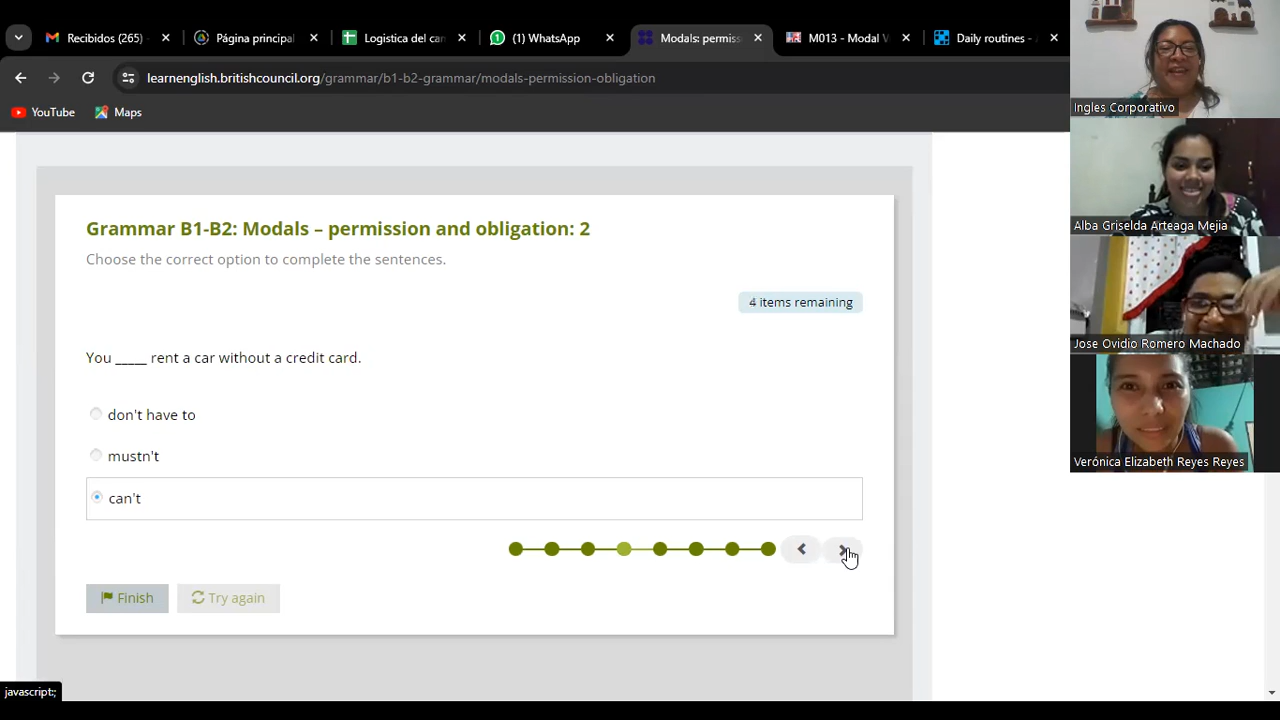 Recibidos (265)
Página principal
Logistica del car
(1) WhatsApp
Modals: permiss
M013 - Modal V
Daily routines -
learnenglish.britishcouncil.org/grammar/b1-b2-grammar/modals-permission-obligation
YouTube
Maps
Ingles Corporativo
Alba Griselda Arteaga Mejia
Jose Ovidio Romero Machado
Verónica Elizabeth Reyes Reyes
Grammar B1-B2: Modals – permission and obligation: 2
Choose the correct option to complete the sentences.
4 items remaining
You _____ rent a car without a credit card.
don't have to
mustn't
can't
Finish
Try again
javascript:;